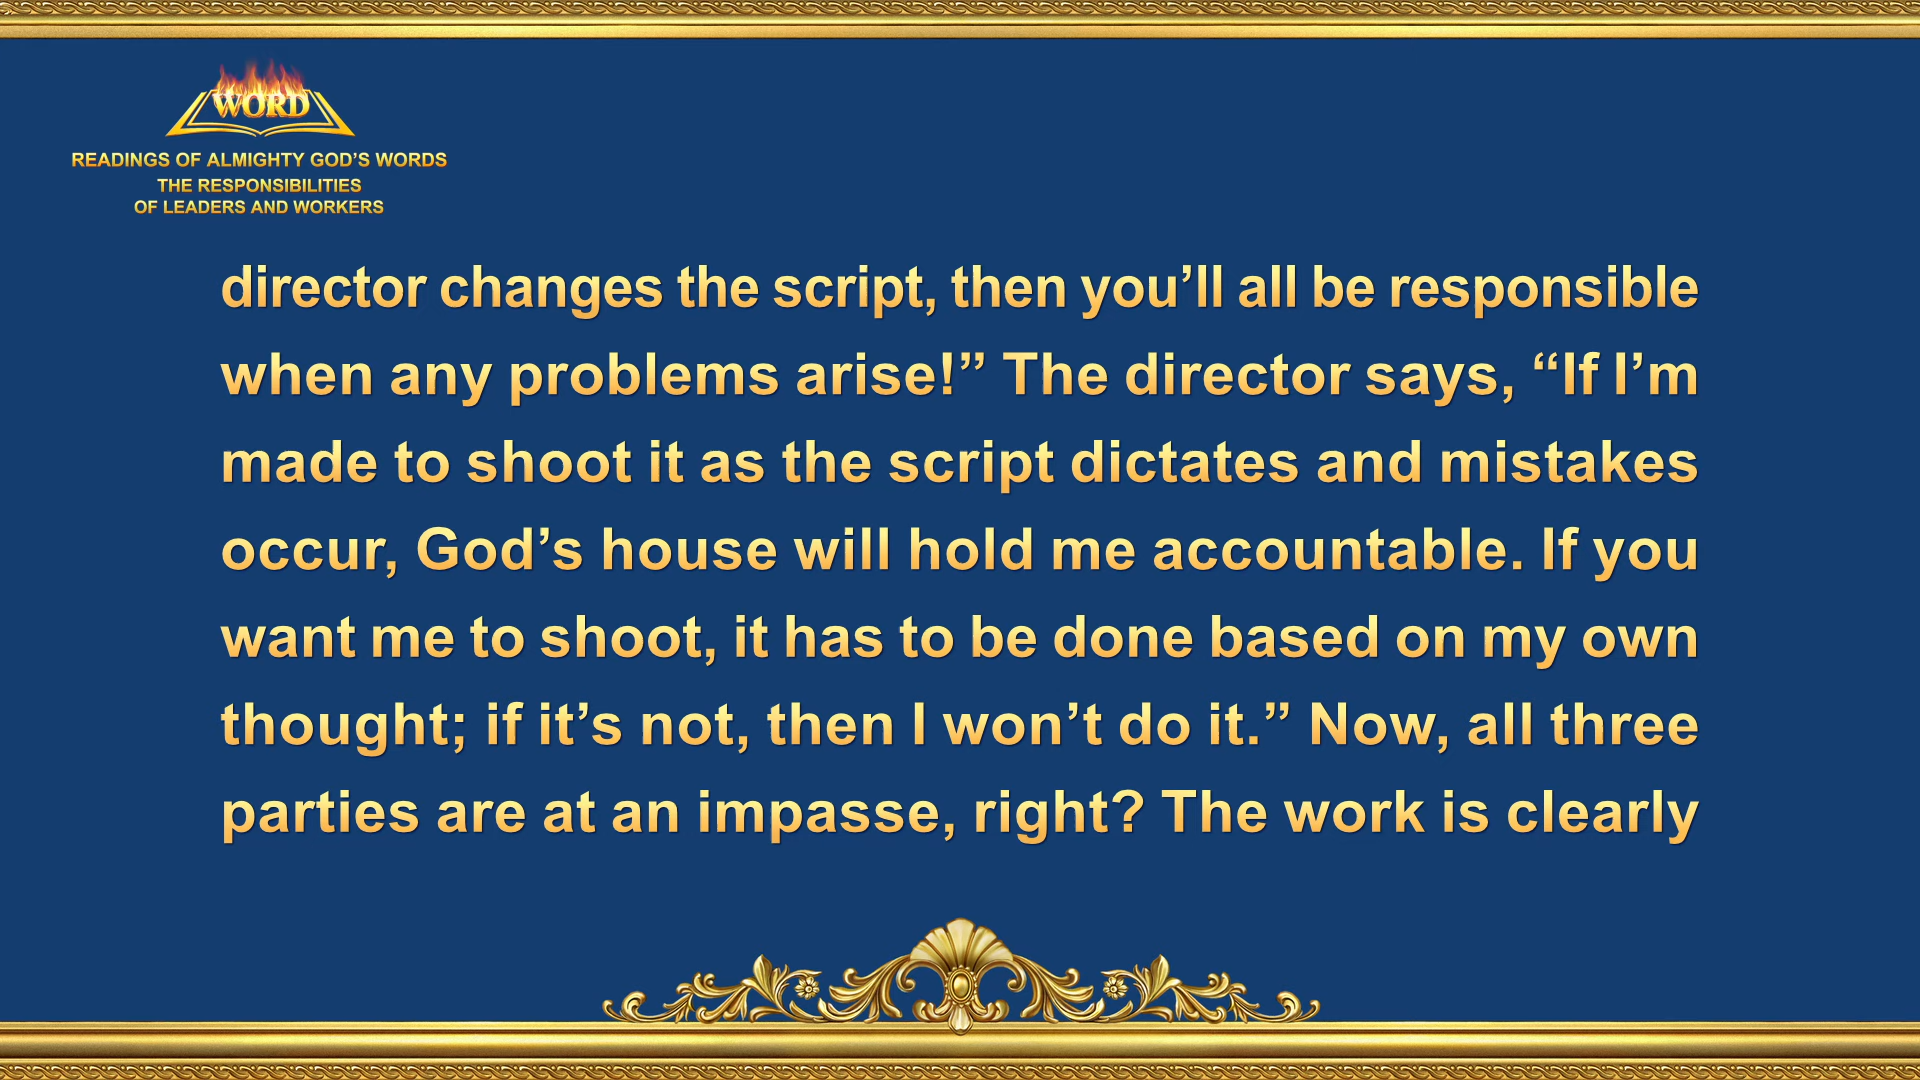 WORD
READINGS OF ALMIGHTY GOD’S WORDS
THE RESPONSIBILITIES
OF LEADERS AND WORKERS
director changes the script, then you’ll all be responsible
when any problems arise!” The director says, “If I’m
made to shoot it as the script dictates and mistakes
occur, God’s house will hold me accountable. If you
want me to shoot, it has to be done based on my own
thought; if it’s not, then I won’t do it.” Now, all three
parties are at an impasse, right? The work is clearly